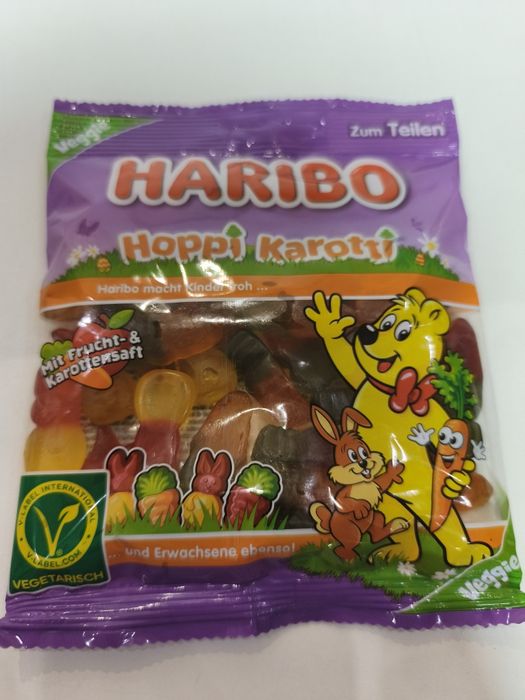 Veggie
Zum Teilen
HARIBO
Hoppi Karotti
Haribo macht Kinder froh ...
Mit Frucht- &
Karottensaft
V-LABEL INTERNATIONAL
V-LABEL.COM
VEGETARISCH
... und Erwachsene ebenso!
Veggie